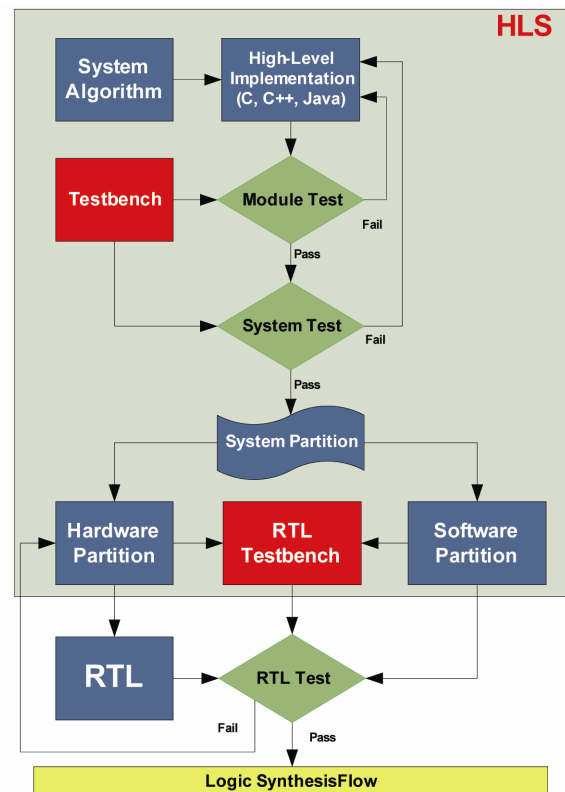 HLS
System
Algorithm
High-Level
Implementation
(C, C++, Java)
Testbench
Module Test
Fail
Pass
System Test
Fail
Pass
System Partition
Hardware
Partition
RTL
Testbench
Software
Partition
RTL
RTL Test
Fail
Pass
Logic SynthesisFlow